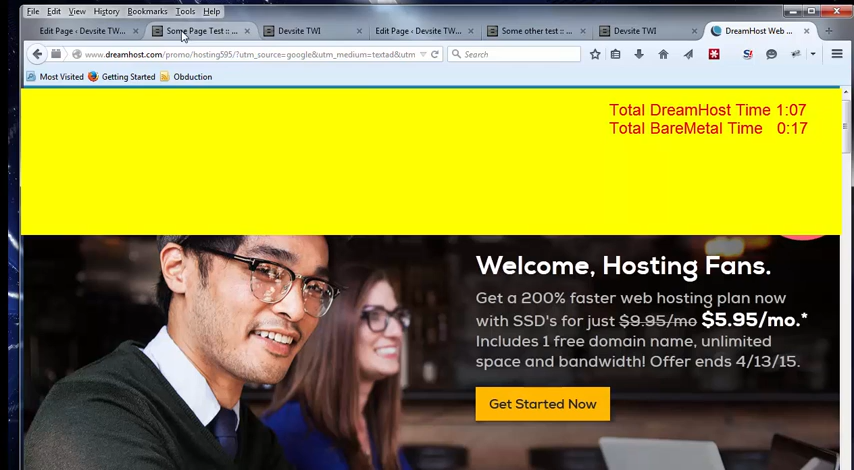 File Edit View History Bookmarks Tools Help
Edit Page ‹ Devsite TW... × Some Page Test :: ... × Devsite TWI × Edit Page ‹ Devsite TW... × Some other test :: ... × Devsite TWI × DreamHost Web ... ×
www.dreamhost.com/promo/hosting595/?utm_source=google&utm_medium=textad&utm Search
Most Visited Getting Started Obduction
Total DreamHost Time 1:07
Total BareMetal Time 0:17
Welcome, Hosting Fans.
Get a 200% faster web hosting plan now
with SSD's for just $9.95/mo $5.95/mo.*
Includes 1 free domain name, unlimited
space and bandwidth! Offer ends 4/13/15.
Get Started Now